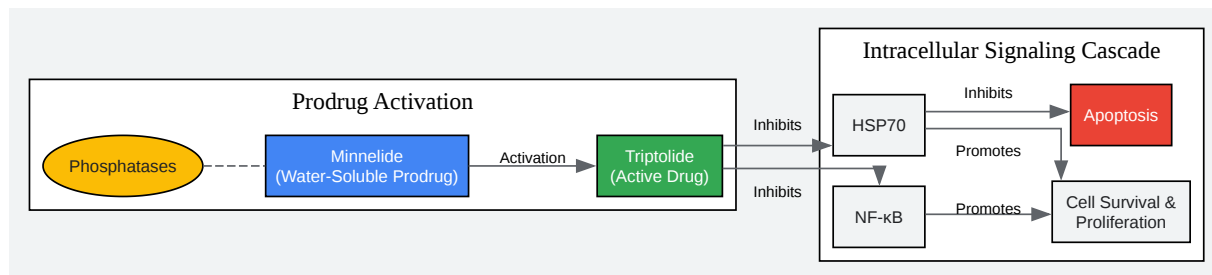 Prodrug Activation
Phosphatases
Minnelide
(Water-Soluble Prodrug)
Activation
Triptolide
(Active Drug)
Inhibits
Inhibits
Intracellular Signaling Cascade
HSP70
Inhibits
Apoptosis
Promotes
NF-κB
Promotes
Cell Survival &
Proliferation